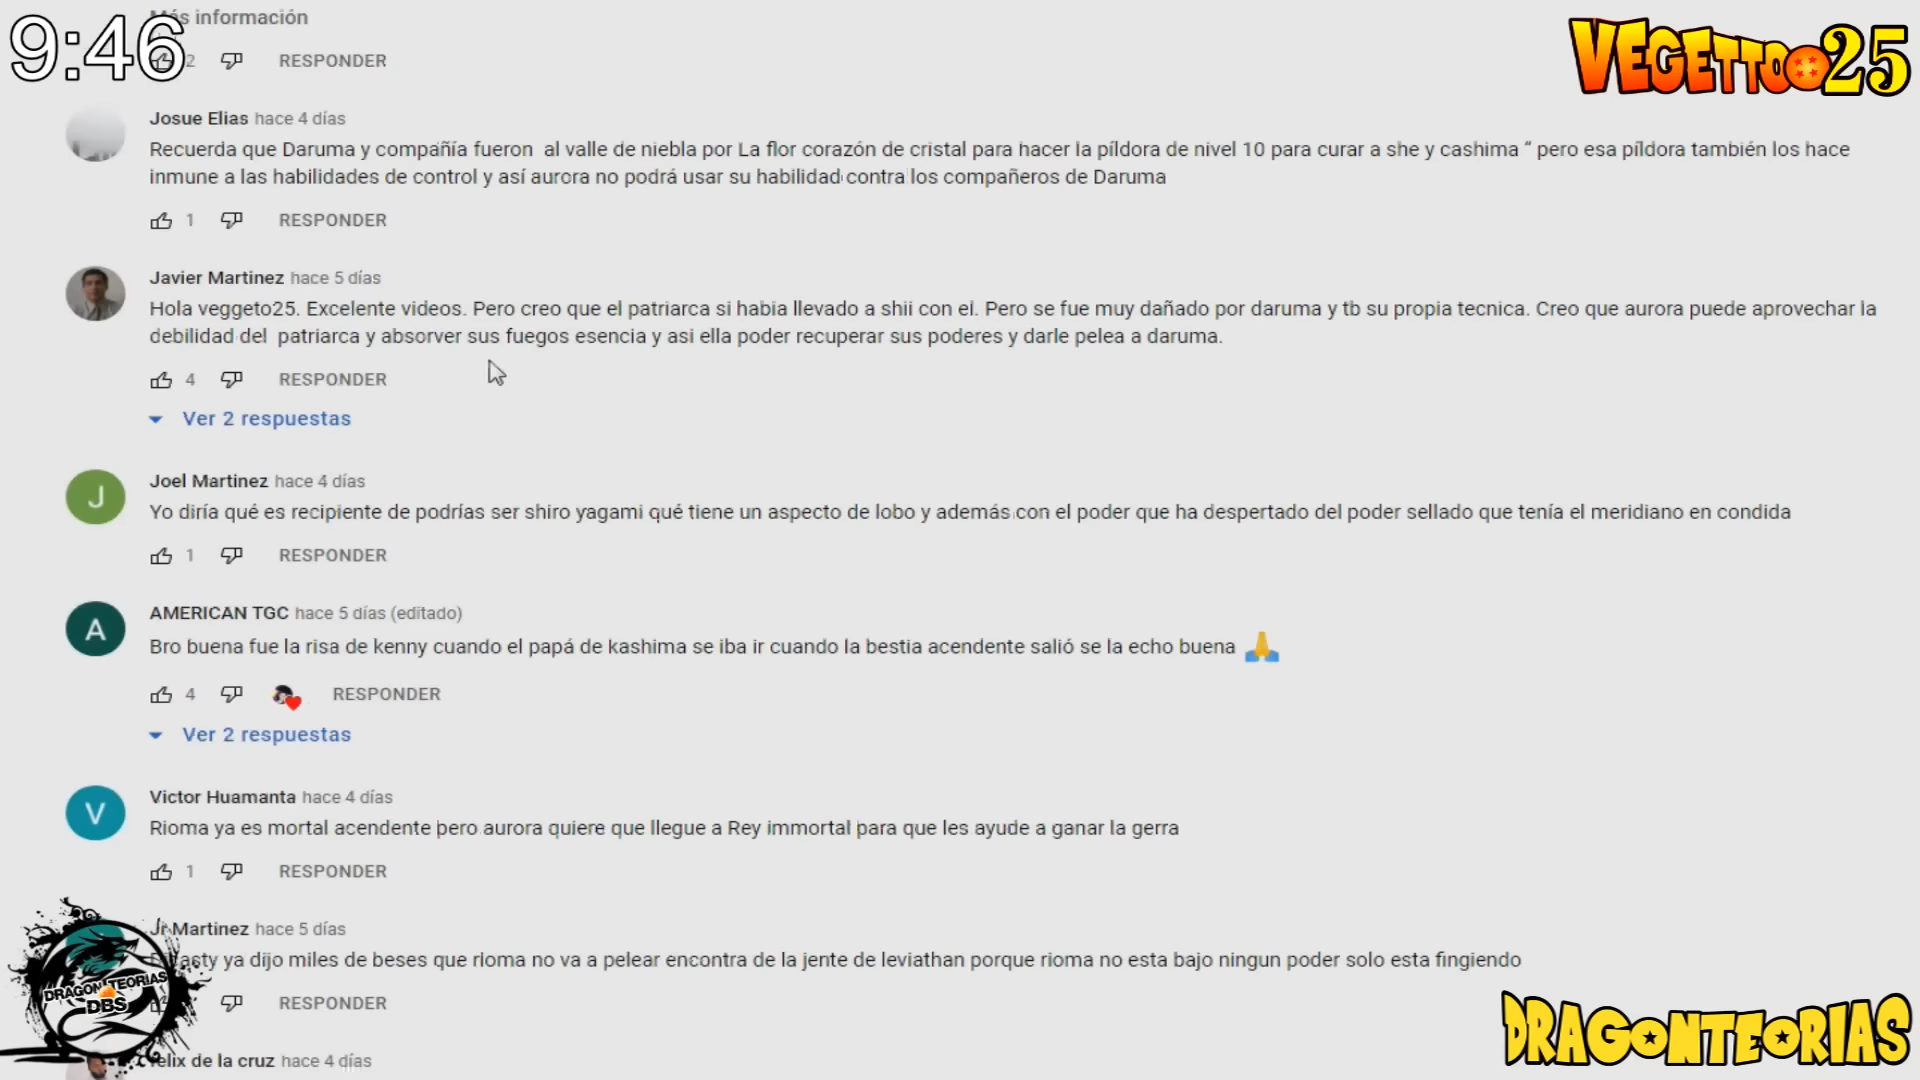 9:46
Más información
2 RESPONDER
VEGETTO 25
Josue Elias hace 4 días
Recuerda que Daruma y compañía fueron al valle de niebla por La flor corazón de cristal para hacer la píldora de nivel 10 para curar a she y cashima “ pero esa píldora también los hace
inmune a las habilidades de control y así aurora no podrá usar su habilidad contra los compañeros de Daruma
1 RESPONDER
Javier Martinez hace 5 días
Hola veggeto25. Excelente videos. Pero creo que el patriarca si habia llevado a shii con el. Pero se fue muy dañado por daruma y tb su propia tecnica. Creo que aurora puede aprovechar la
debilidad del patriarca y absorver sus fuegos esencia y asi ella poder recuperar sus poderes y darle pelea a daruma.
4 RESPONDER
Ver 2 respuestas
J
Joel Martinez hace 4 días
Yo diría qué es recipiente de podrías ser shiro yagami qué tiene un aspecto de lobo y además con el poder que ha despertado del poder sellado que tenía el meridiano en condida
1 RESPONDER
A
AMERICAN TGC hace 5 días (editado)
Bro buena fue la risa de kenny cuando el papá de kashima se iba ir cuando la bestia acendente salió se la echo buena 🙏
4 RESPONDER
Ver 2 respuestas
V
Victor Huamanta hace 4 días
Rioma ya es mortal acendente pero aurora quiere que llegue a Rey immortal para que les ayude a ganar la gerra
1 RESPONDER
Jr Martinez hace 5 días
ya dijo miles de beses que rioma no va a pelear encontra de la jente de leviathan porque rioma no esta bajo ningun poder solo esta fingiendo
RESPONDER
DRAGON TEORIAS
DBS
felix de la cruz hace 4 días
DRAGONTEORIAS